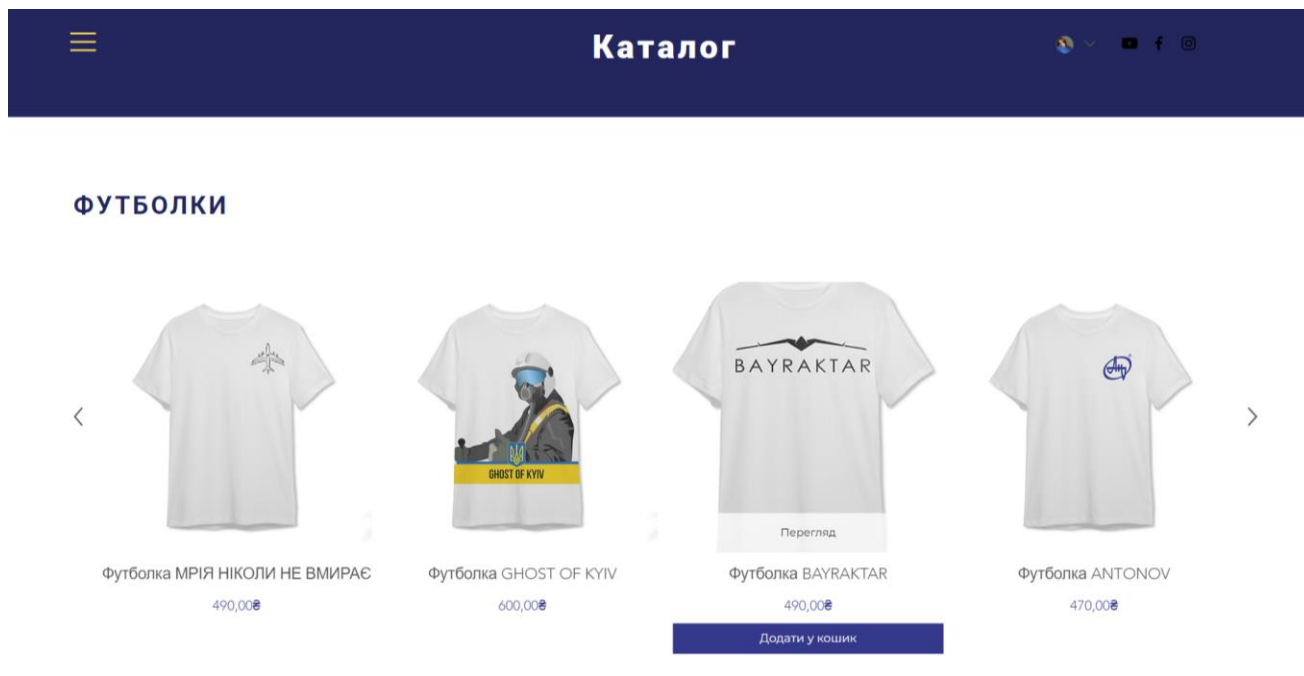 Каталог
ФУТБОЛКИ
BAYRAKTAR
GHOST OF KYIV
Перегляд
Футболка МРІЯ НІКОЛИ НЕ ВМИРАЄ
490,00₴
Футболка GHOST OF KYIV
600,00₴
Футболка BAYRAKTAR
490,00₴
Додати у кошик
Футболка ANTONOV
470,00₴